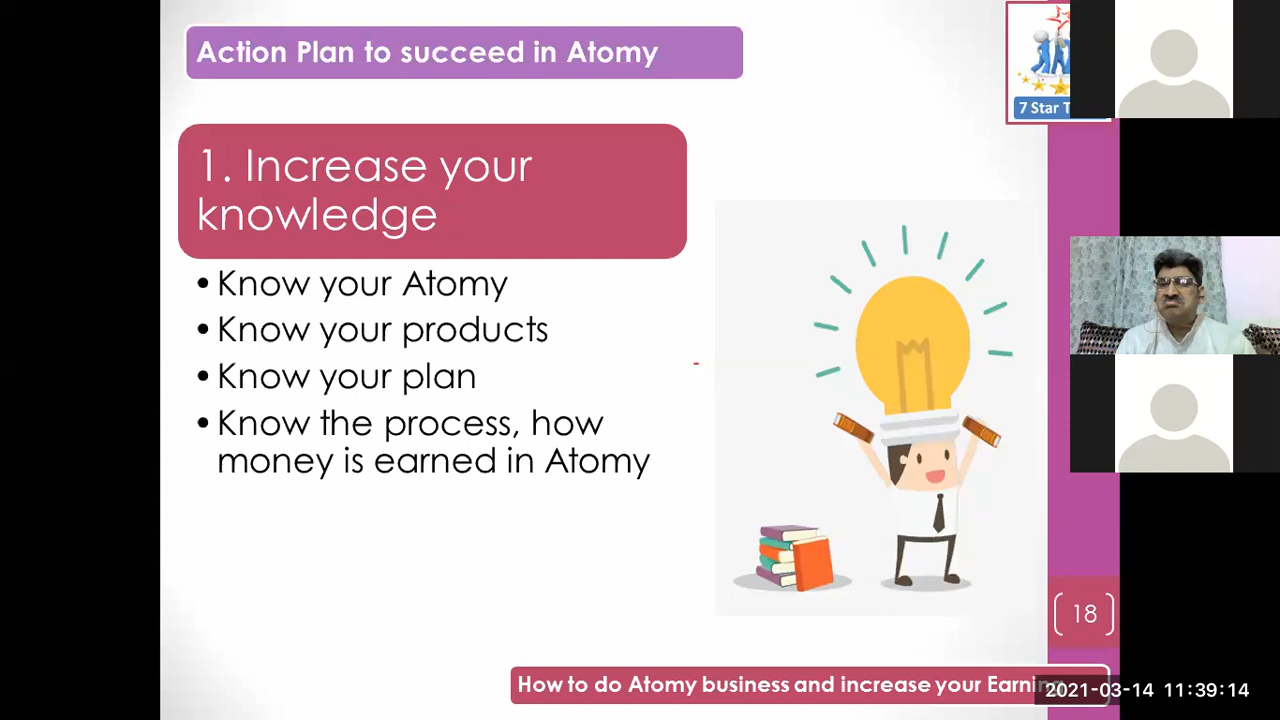 Action Plan to succeed in Atomy
7 Star
1. Increase your
knowledge
• Know your Atomy
• Know your products
• Know your plan
• Know the process, how
money is earned in Atomy
18
How to do Atomy business and increase your
2021-03-14 11:39:14